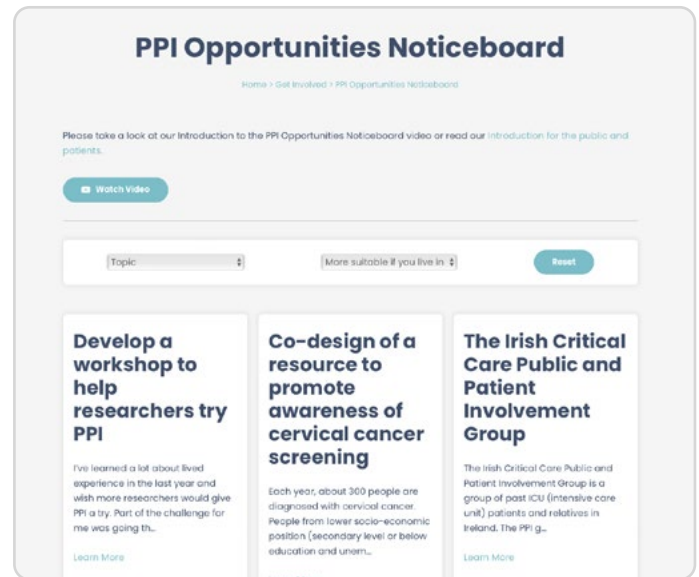 PPI Opportunities Noticeboard
Home > Get Involved > PPI Opportunities Noticeboard
Please take a look at our Introduction to the PPI Opportunities Noticeboard video or read our Introduction for the public and
patients.
Watch Video
Topic
More suitable if you live in
Reset
Develop a
workshop to
help
researchers try
PPI
I've learned a lot about lived
experience in the last year and
wish more researchers would give
PPI a try. Part of the challenge for
me was going th...
Learn More
Co-design of a
resource to
promote
awareness of
cervical cancer
screening
Each year, about 300 people are
diagnosed with cervical cancer.
People from lower socio-economic
position (secondary level or below
education and unem...
The Irish Critical
Care Public and
Patient
Involvement
Group
The Irish Critical Care Public and
Patient Involvement Group is a
group of past ICU (intensive care
unit) patients and relatives in
Ireland. The PPI g...
Learn More